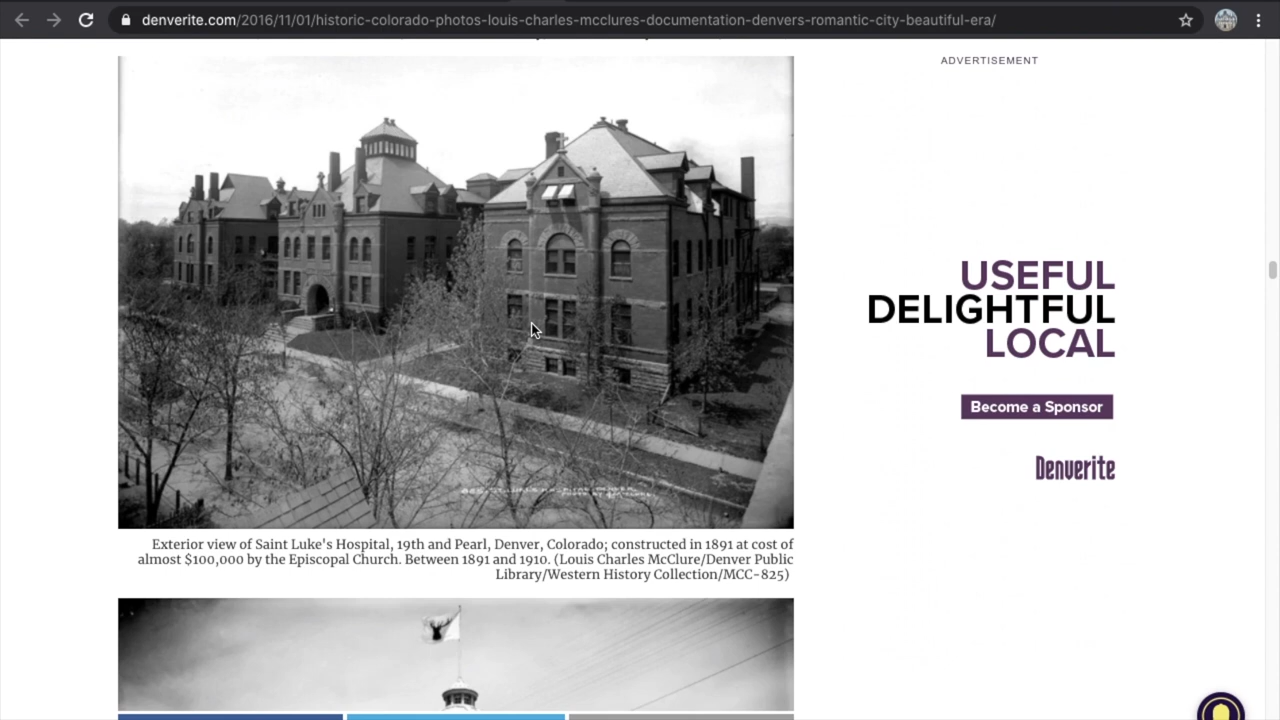 denverite.com/2016/11/01/historic-colorado-photos-louis-charles-mcclures-documentation-denvers-romantic-city-beautiful-era/
ADVERTISEMENT
USEFUL
DELIGHTFUL
LOCAL
Become a Sponsor
Denverite
Exterior view of Saint Luke's Hospital, 19th and Pearl, Denver, Colorado; constructed in 1891 at cost of
almost $100,000 by the Episcopal Church. Between 1891 and 1910. (Louis Charles McClure/Denver Public
Library/Western History Collection/MCC-825)